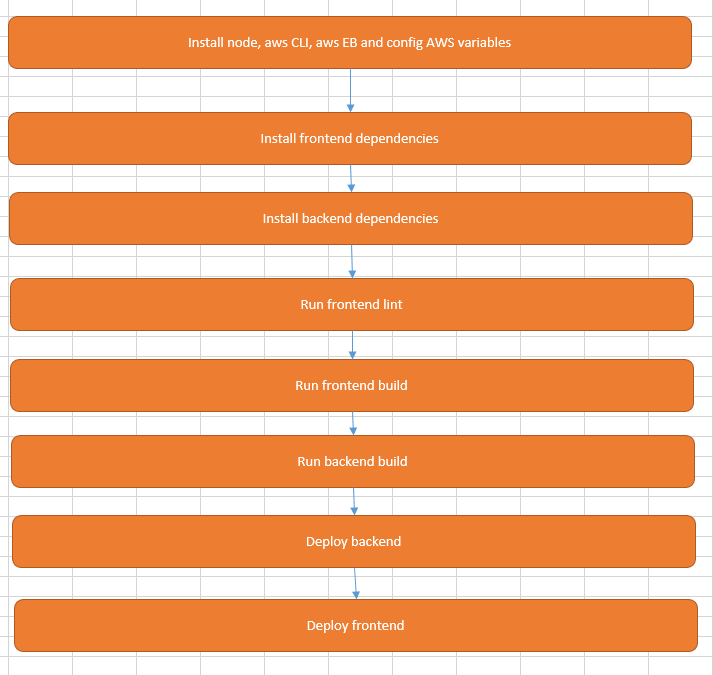 Install node, aws CLI, aws EB and config AWS variables
Install frontend dependencies
Install backend dependencies
Run frontend lint
Run frontend build
Run backend build
Deploy backend
Deploy frontend